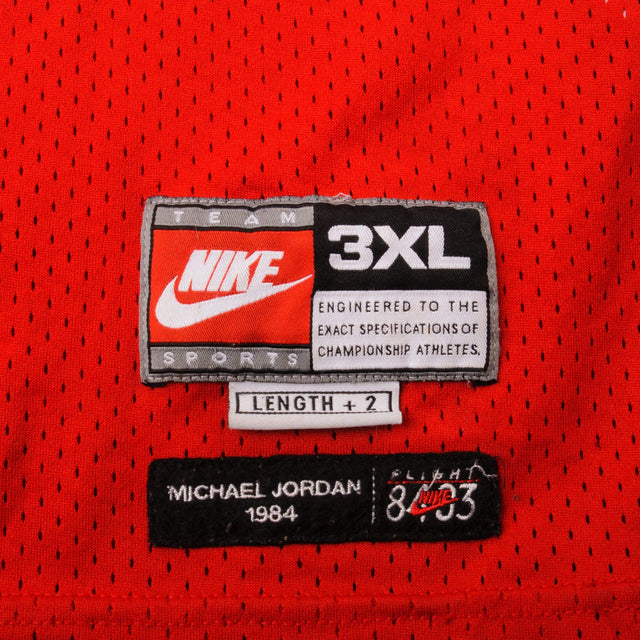 TEAM
NIKE
SPORTS
3XL
ENGINEERED TO THE
EXACT SPECIFICATIONS OF
CHAMPIONSHIP ATHLETES.
LENGTH + 2
MICHAEL JORDAN
1984
FLIGHT
8403
NIKE